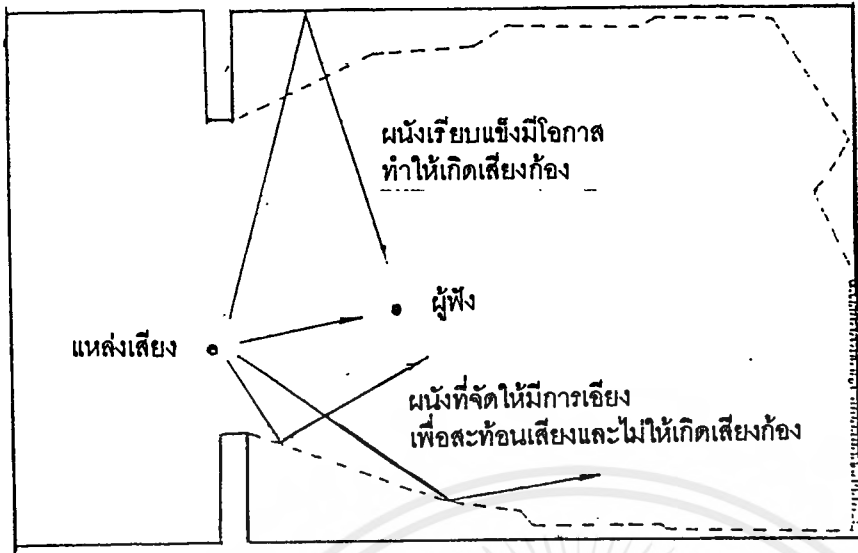 ผนังเรียบแข็งมีโอกาส
ทำให้เกิดเสียงก้อง
ผู้ฟัง
แหล่งเสียง
ผนังที่จัดให้มีการเอียง
เพื่อสะท้อนเสียงและไม่ให้เกิดเสียงก้อง